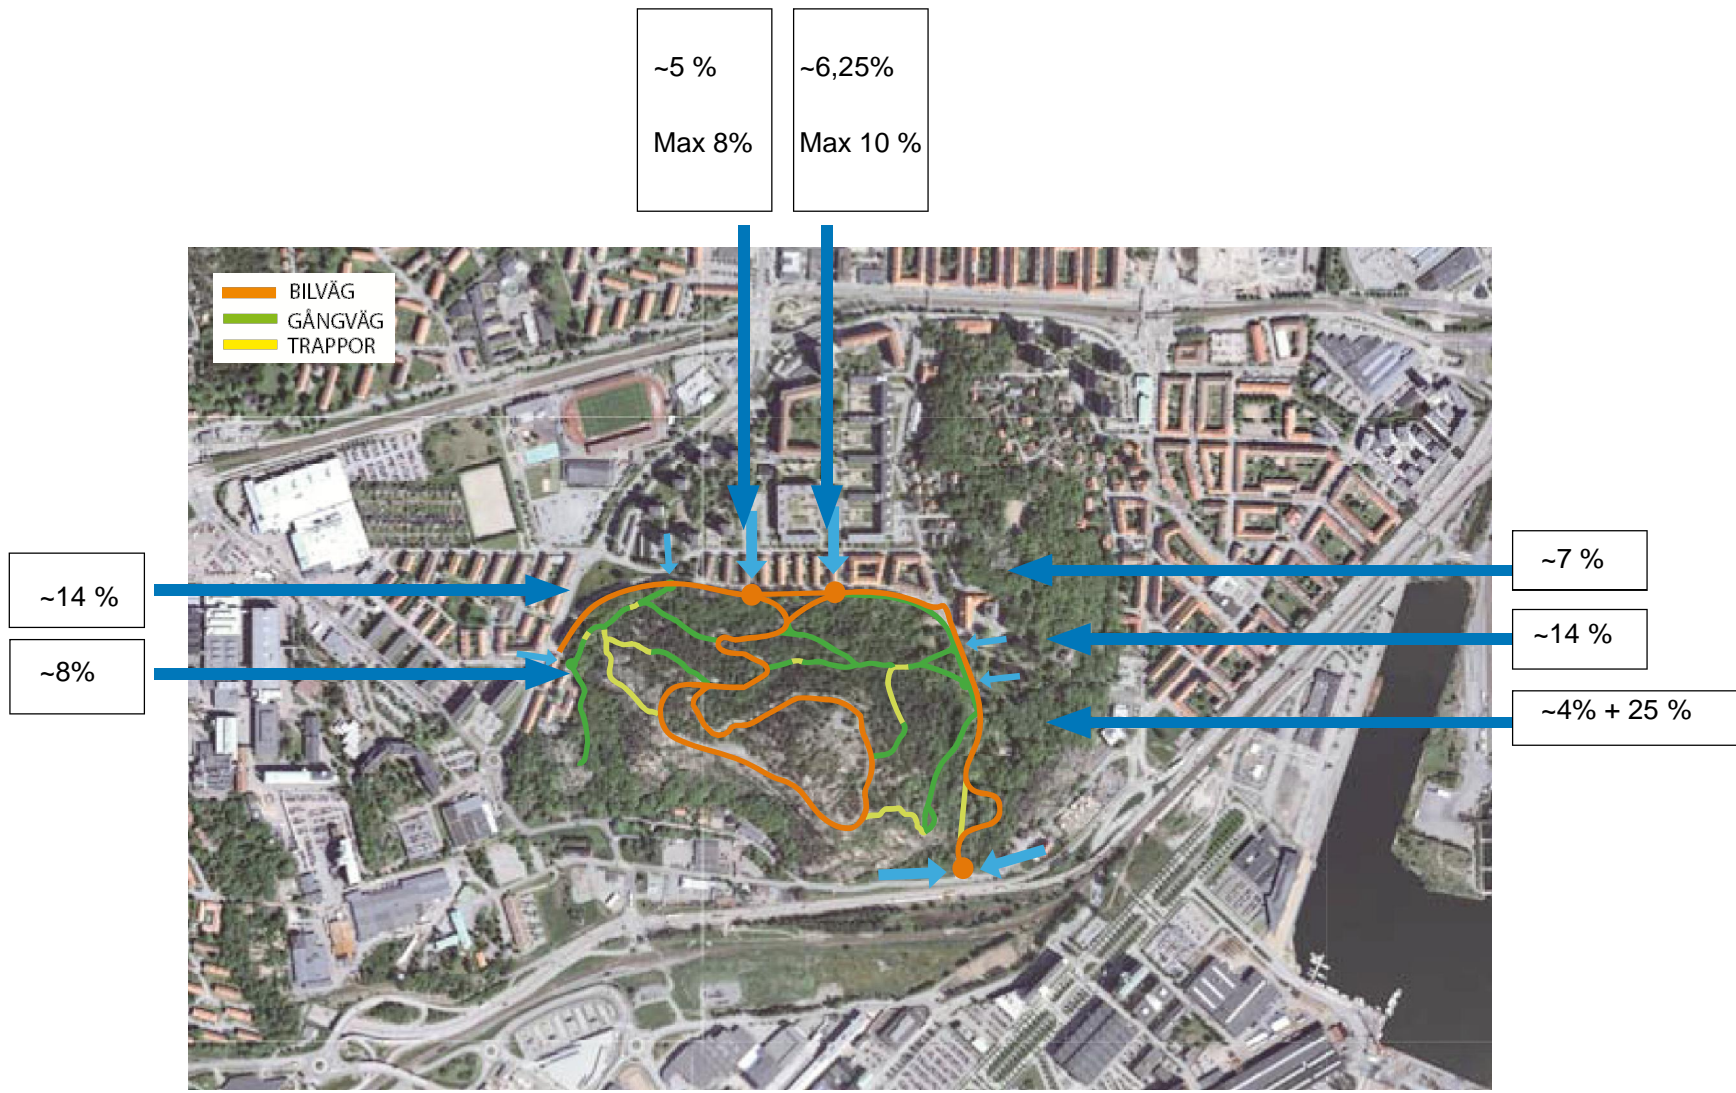 ~5 %
Max 8%
~6,25%
Max 10 %
BILVÄG
GÅNGVÄG
TRAPPOR
~14 %
~8%
~7 %
~14 %
~4% + 25 %